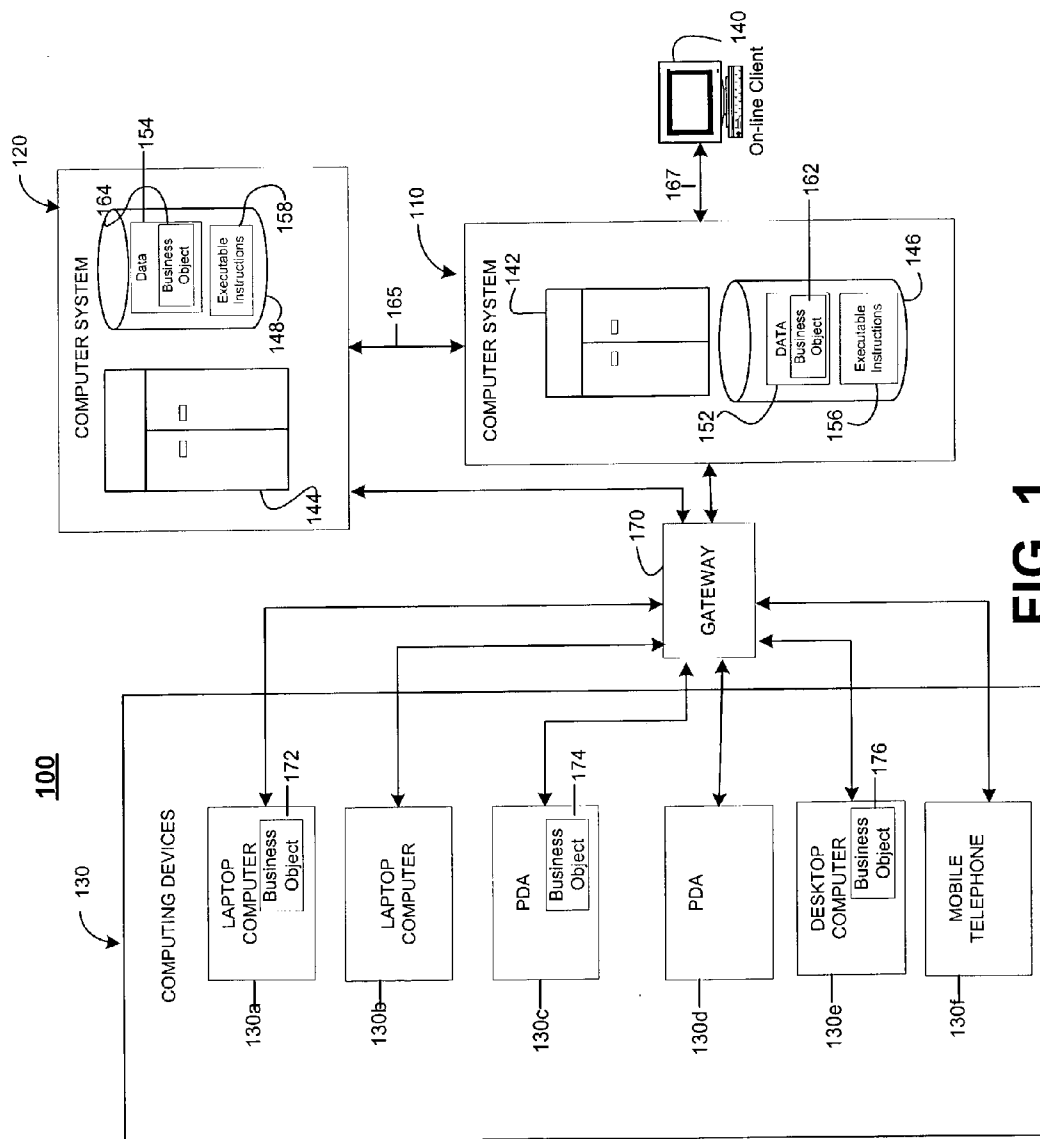 100
130
COMPUTING DEVICES
130a
LAPTOP
COMPUTER
Business
Object
172
130b
LAPTOP
COMPUTER
130c
PDA
Business
Object
174
130d
PDA
130e
DESKTOP
COMPUTER
Business
Object
176
130f
MOBILE
TELEPHONE
GATEWAY
170
120
COMPUTER SYSTEM
144
164
154
Data
Business
Object
Executable
Instructions
158
148
165
110
COMPUTER SYSTEM
142
DATA
Business
Object
162
152
Executable
Instructions
156
146
167
140
On-line Client
FIG. 1